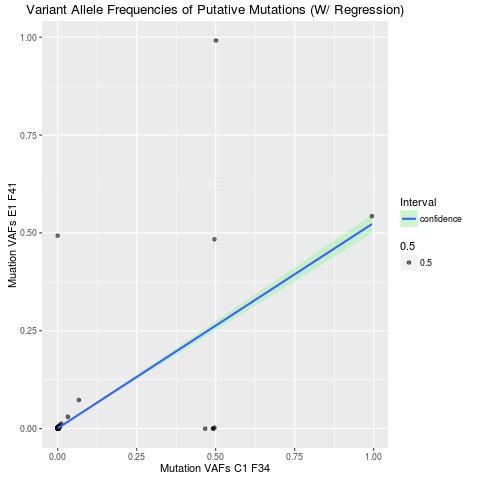 Variant Allele Frequencies of Putative Mutations (W/ Regression)
1.00
0.75
0.50
0.25
0.00
Muation VAFs E1 F41
0.00
0.25
0.50
0.75
1.00
Mutation VAFs C1 F34
Interval
confidence
0.5
0.5